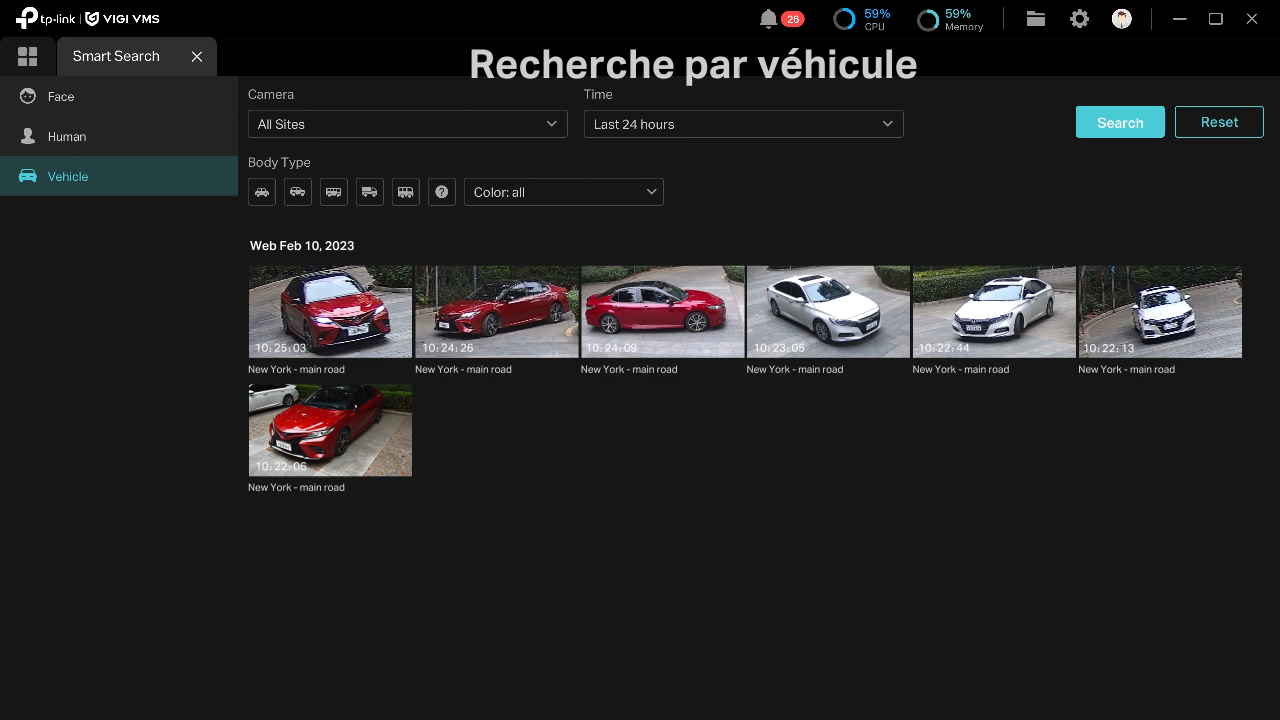 tp-link | VIGI VMS
26
59%
CPU
59%
Memory
Smart Search
Recherche par véhicule
Face
Human
Vehicle
Camera
Time
All Sites
Last 24 hours
Search
Reset
Body Type
Color: all
Web Feb 10, 2023
10:25:03
10:24:26
10:24:09
10:23:05
10:22:44
10:22:13
New York - main road
New York - main road
New York - main road
New York - main road
New York - main road
New York - main road
10:22:06
New York - main road